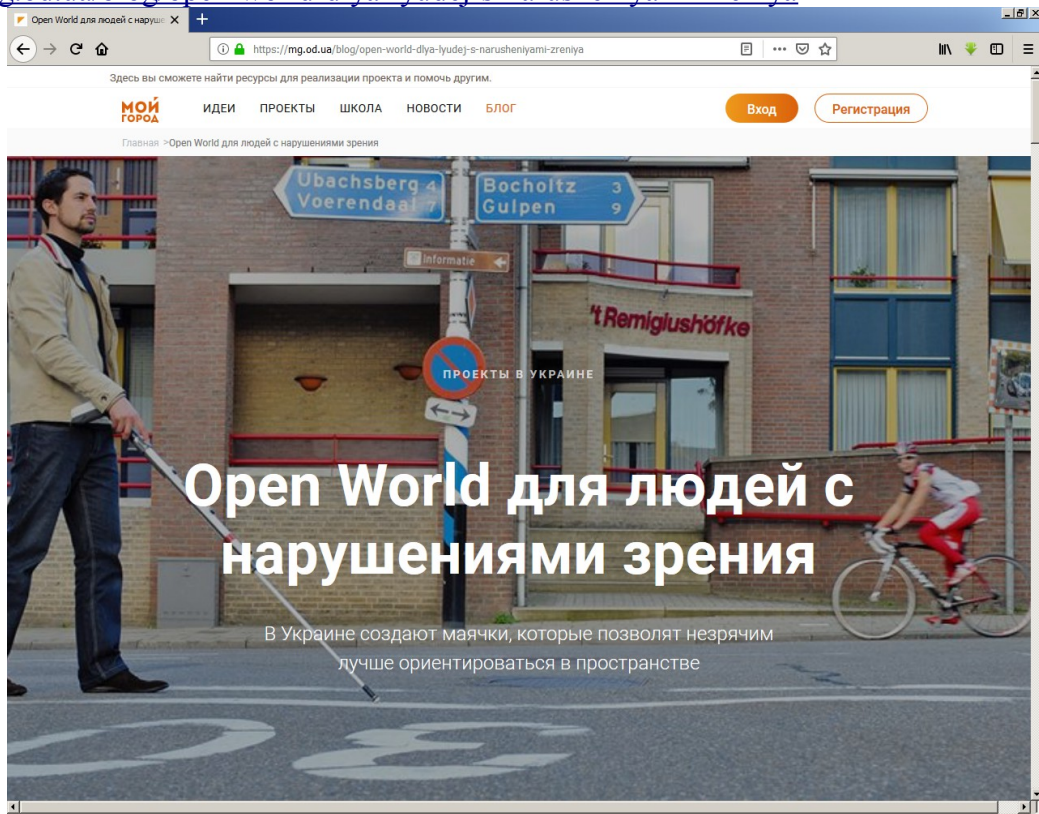 Open World для людей с наруше
https://mg.od.ua/blog/open-world-dlya-lyudej-s-narusheniyami-zreniya
Здесь вы сможете найти ресурсы для реализации проекта и помочь другим.
МОЙ
ГОРОД
ИДЕИ ПРОЕКТЫ ШКОЛА НОВОСТИ БЛОГ
Вход Регистрация
Главная >Open World для людей с нарушениями зрения
Ubachsberg 4
Voerendaal 7
Bocholtz 3
Gulpen 9
Informatie
't Remigiushöfke
ПРОЕКТЫ В УКРАИНЕ
Open World для людей с
нарушениями зрения
В Украине создают маячки, которые позволят незрячим
лучше ориентироваться в пространстве
GIANT
30